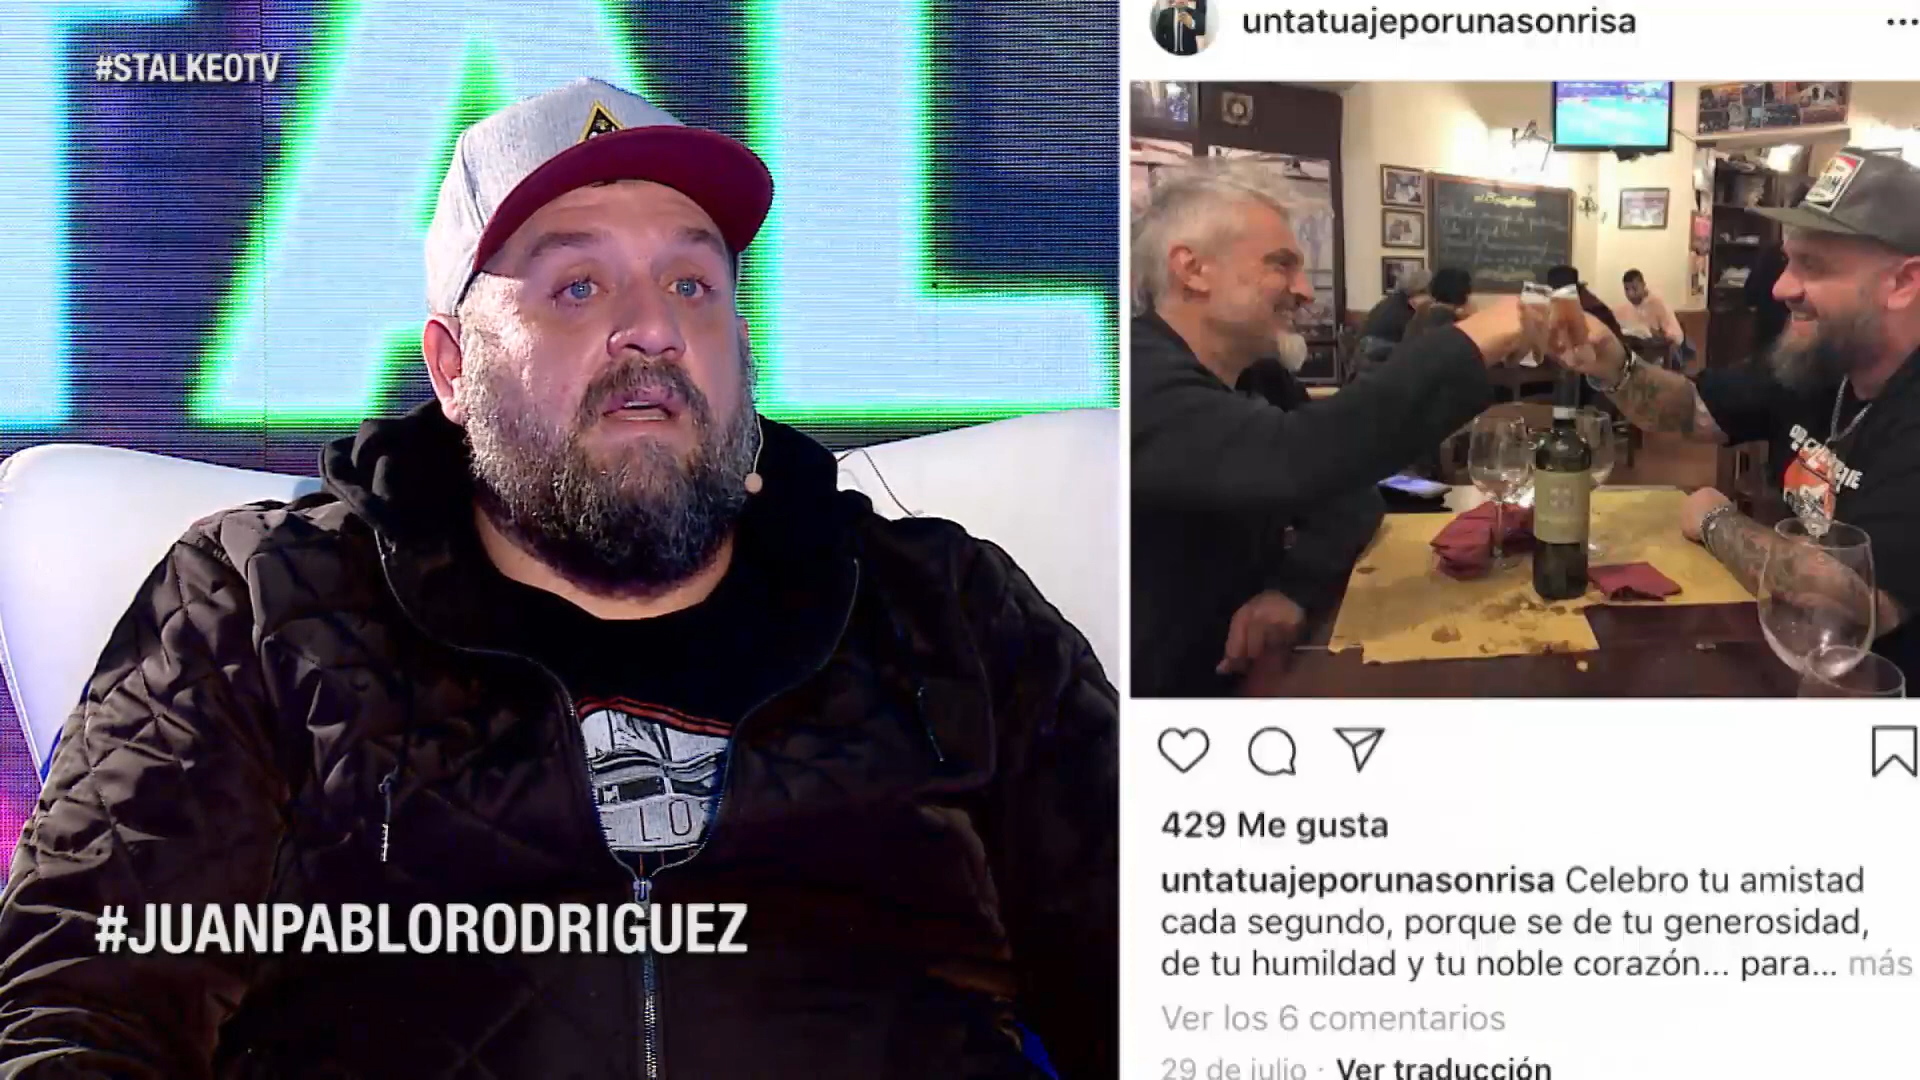 #STALKEOTV
#JUANPABLORODRIGUEZ
untatuajeporunasonrisa
429 Me gusta
untatuajeporunasonrisa Celebro tu amistad
cada segundo, porque se de tu generosidad,
de tu humildad y tu noble corazón... para... más
Ver los 6 comentarios
29 de julio · Ver traducción